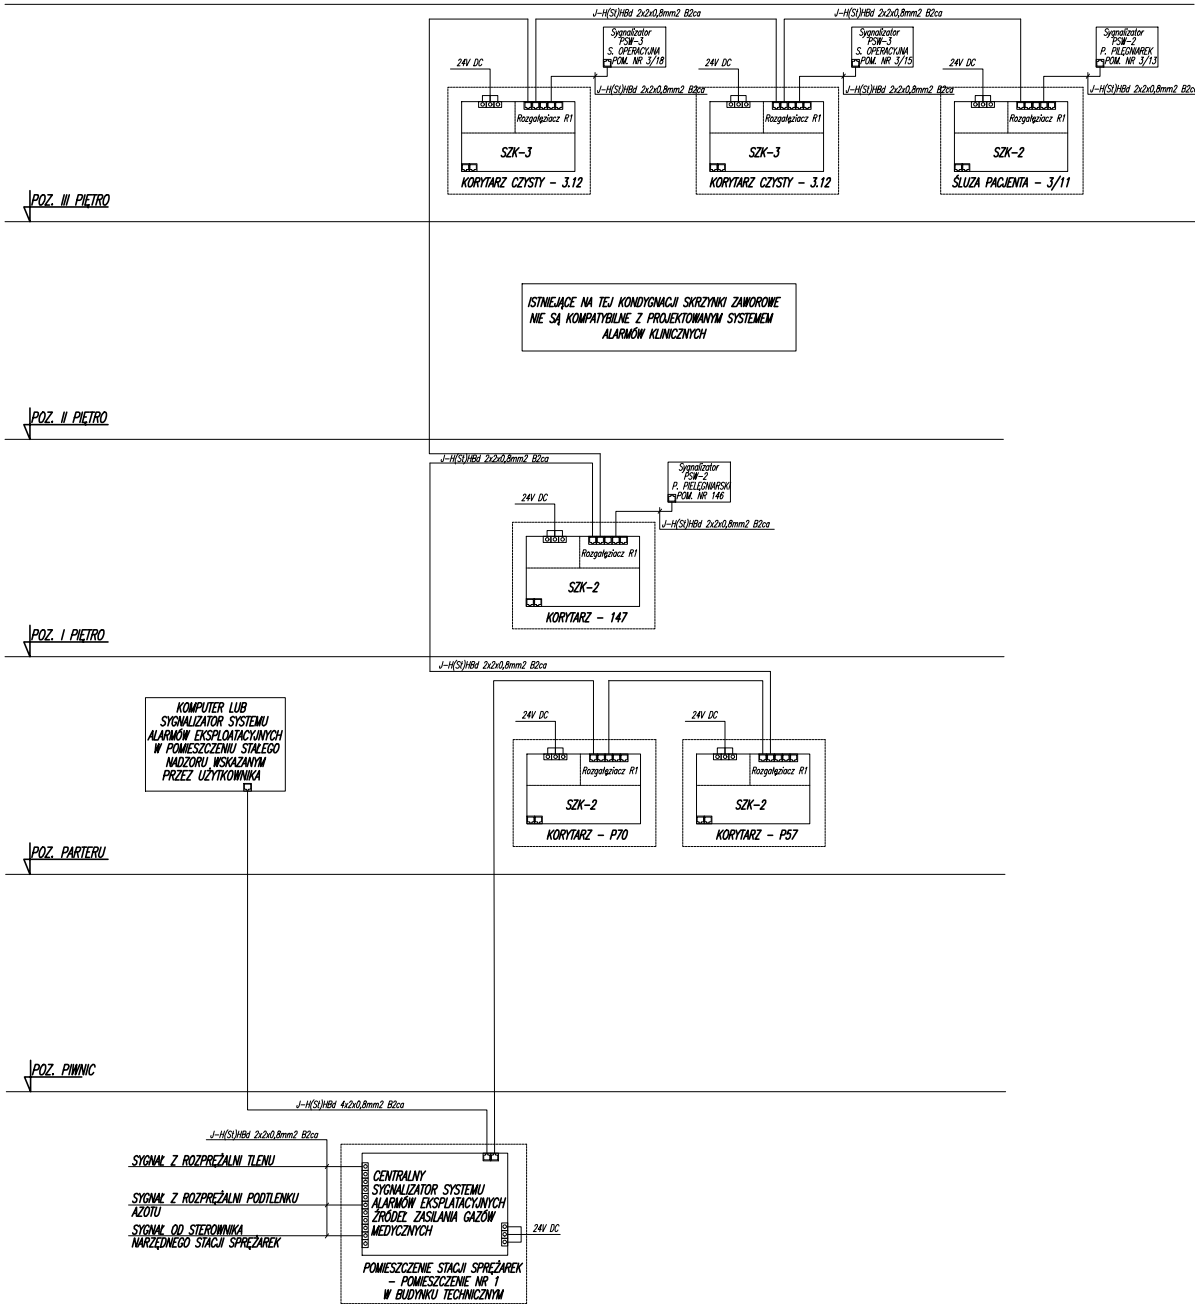 J-H(St)HBd 2x2x0,8mm2 B2ca
J-H(St)HBd 2x2x0,8mm2 B2ca
Sygnalizator
PSW-3
S. OPERACYJNA
POM. NR 3/18
Sygnalizator
PSW-3
S. OPERACYJNA
POM. NR 3/15
Sygnalizator
PSW-2
P. PILĘGNIAREK
POM. NR 3/13
24V DC
24V DC
24V DC
J-H(St)HBd 2x2x0,8mm2 B2ca
J-H(St)HBd 2x2x0,8mm2 B2ca
J-H(St)HBd 2x2x0,8mm2 B2ca
Rozgałęziacz R1
Rozgałęziacz R1
Rozgałęziacz R1
SZK-3
SZK-3
SZK-2
KORYTARZ CZYSTY - 3.12
KORYTARZ CZYSTY - 3.12
ŚLUZA PACJENTA - 3/11
POZ. III PIĘTRO
ISTNIEJĄCE NA TEJ KONDYGNACJI SKRZYNKI ZAWOROWE
NIE SĄ KOMPATYBILNE Z PROJEKTOWANYM SYSTEMEM
ALARMÓW KLINICZNYCH
POZ. II PIĘTRO
J-H(St)HBd 2x2x0,8mm2 B2ca
Sygnalizator
PSW-2
P. PIELĘGNIARSKI
POM. NR 146
24V DC
J-H(St)HBd 2x2x0,8mm2 B2ca
Rozgałęziacz R1
SZK-2
KORYTARZ - 147
POZ. I PIĘTRO
J-H(St)HBd 2x2x0,8mm2 B2ca
KOMPUTER LUB
SYGNALIZATOR SYSTEMU
ALARMÓW EKSPLOATACYJNYCH
W POMIESZCZENIU STAŁEGO
NADZORU WSKAZANYM
PRZEZ UŻYTKOWNIKA
24V DC
24V DC
Rozgałęziacz R1
Rozgałęziacz R1
SZK-2
SZK-2
KORYTARZ - P70
KORYTARZ - P57
POZ. PARTERU
POZ. PIWNIC
J-H(St)HBd 4x2x0,8mm2 B2ca
J-H(St)HBd 2x2x0,8mm2 B2ca
SYGNAŁ Z ROZPRĘŻALNI TLENU
SYGNAŁ Z ROZPRĘŻALNI PODTLENKU
AZOTU
SYGNAŁ OD STEROWNIKA
NARZĘDNEGO STACJI SPRĘŻAREK
CENTRALNY
SYGNALIZATOR SYSTEMU
ALARMÓW EKSPLATACYJNYCH
ŹRÓDEŁ ZASILANIA GAZÓW
MEDYCZNYCH
24V DC
POMIESZCZENIE STACJI SPRĘŻAREK
- POMIESZCZENIE NR 1
W BUDYNKU TECHNICZNYM